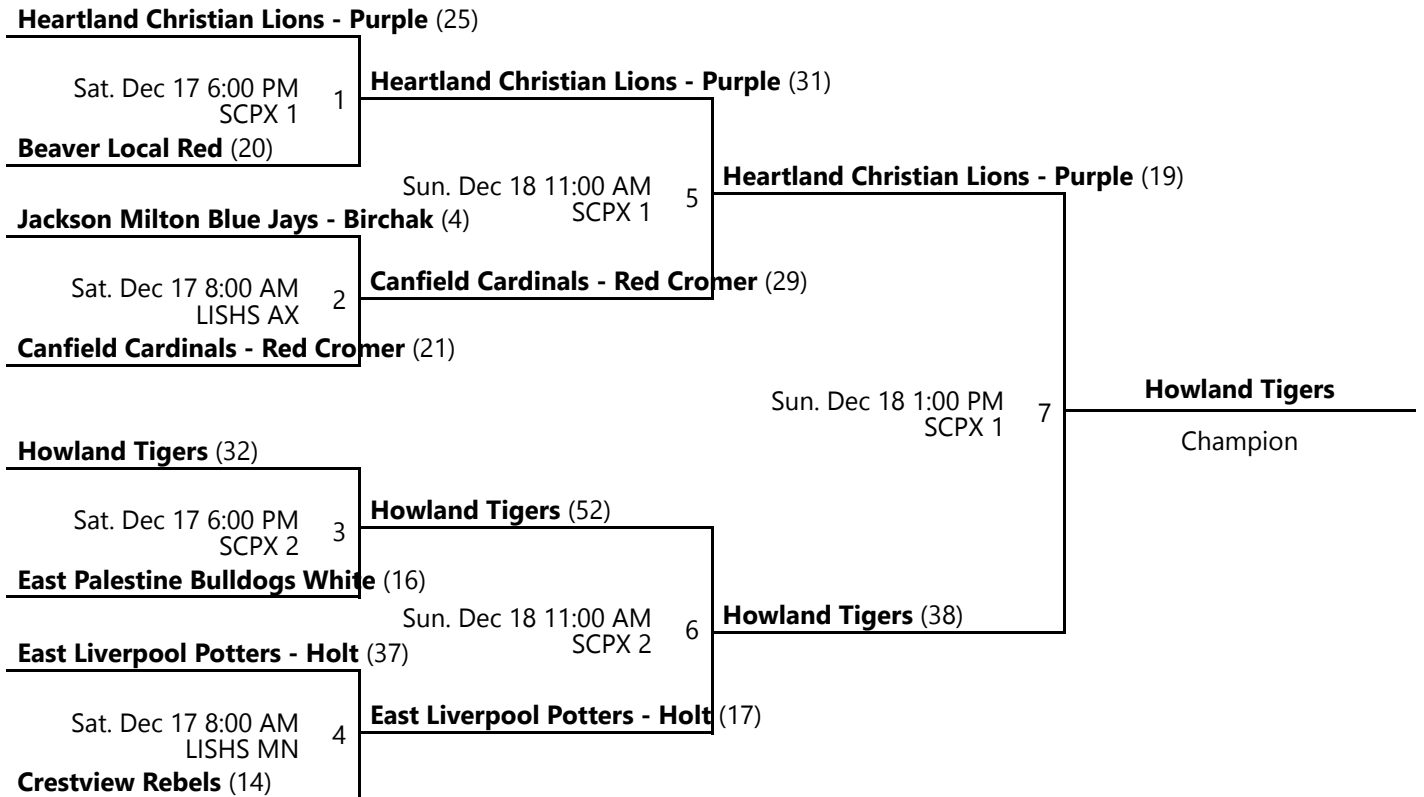 Heartland Christian Lions - Purple (25)
Sat. Dec 17 6:00 PM
SCPX 1
1
Beaver Local Red (20)
Heartland Christian Lions - Purple (31)
Jackson Milton Blue Jays - Birchak (4)
Sat. Dec 17 8:00 AM
LISHS AX
2
Canfield Cardinals - Red Cromer (21)
Sun. Dec 18 11:00 AM
SCPX 1
5
Canfield Cardinals - Red Cromer (29)
Heartland Christian Lions - Purple (19)
Howland Tigers (32)
Sat. Dec 17 6:00 PM
SCPX 2
3
East Palestine Bulldogs White (16)
Howland Tigers (52)
East Liverpool Potters - Holt (37)
Sat. Dec 17 8:00 AM
LISHS MN
4
Crestview Rebels (14)
Sun. Dec 18 11:00 AM
SCPX 2
6
East Liverpool Potters - Holt (17)
Howland Tigers (38)
Sun. Dec 18 1:00 PM
SCPX 1
7
Howland Tigers
Champion